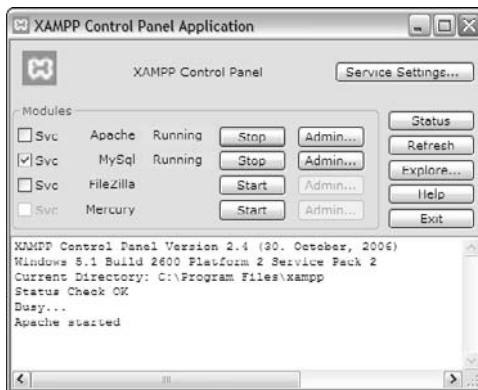 XAMPP Control Panel Application
XAMPP Control Panel
Service Settings...
Modules
Svc Apache Running Stop Admin...
Svc MySql Running Stop Admin...
Svc FileZilla Start Admin...
Svc Mercury Start Admin...
Status
Refresh
Explore...
Help
Exit
XAMPP Control Panel Version 2.4 (30. October, 2006)
Windows 5.1 Build 2600 Platform 2 Service Pack 2
Current Directory: C:\Program Files\xampp
Status Check OK
Busy...
Apache started